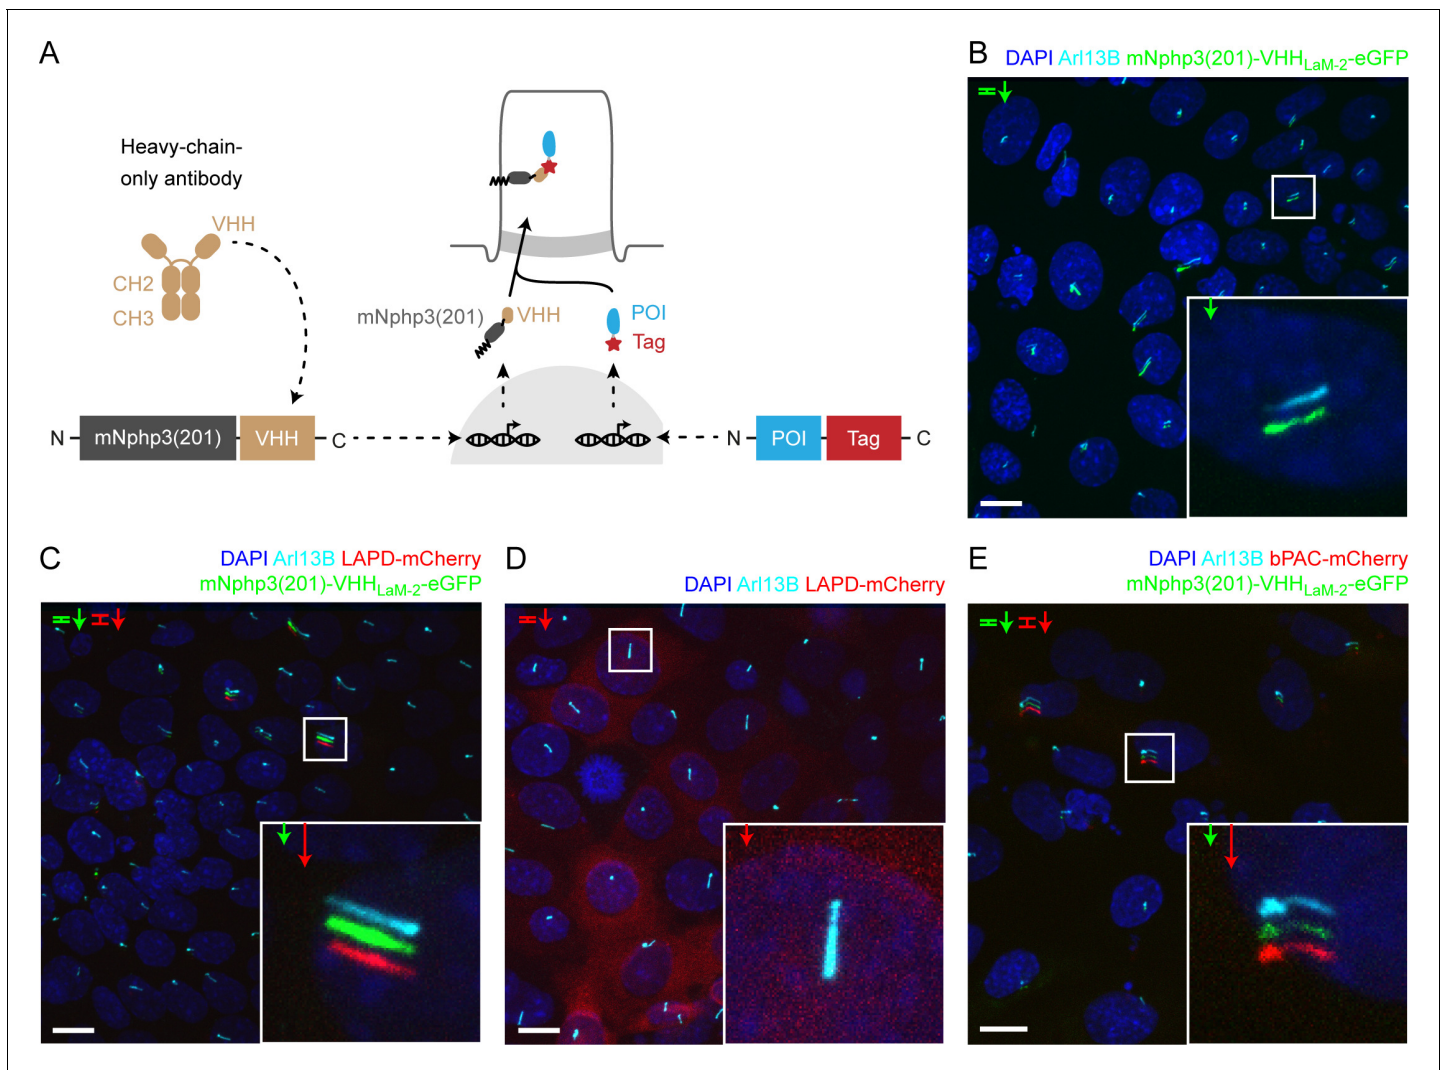 A
Heavy-chain-
only antibody
VHH
CH2
CH3
mNphp3(201)
VHH
POI
Tag
N
mNphp3(201)
VHH
C
N
POI
Tag
C
B
DAPI Arl13B mNphp3(201)-VHHLaM-2-eGFP
C
DAPI Arl13B LAPD-mCherry
mNphp3(201)-VHHLaM-2-eGFP
D
DAPI Arl13B LAPD-mCherry
E
DAPI Arl13B bPAC-mCherry
mNphp3(201)-VHHLaM-2-eGFP